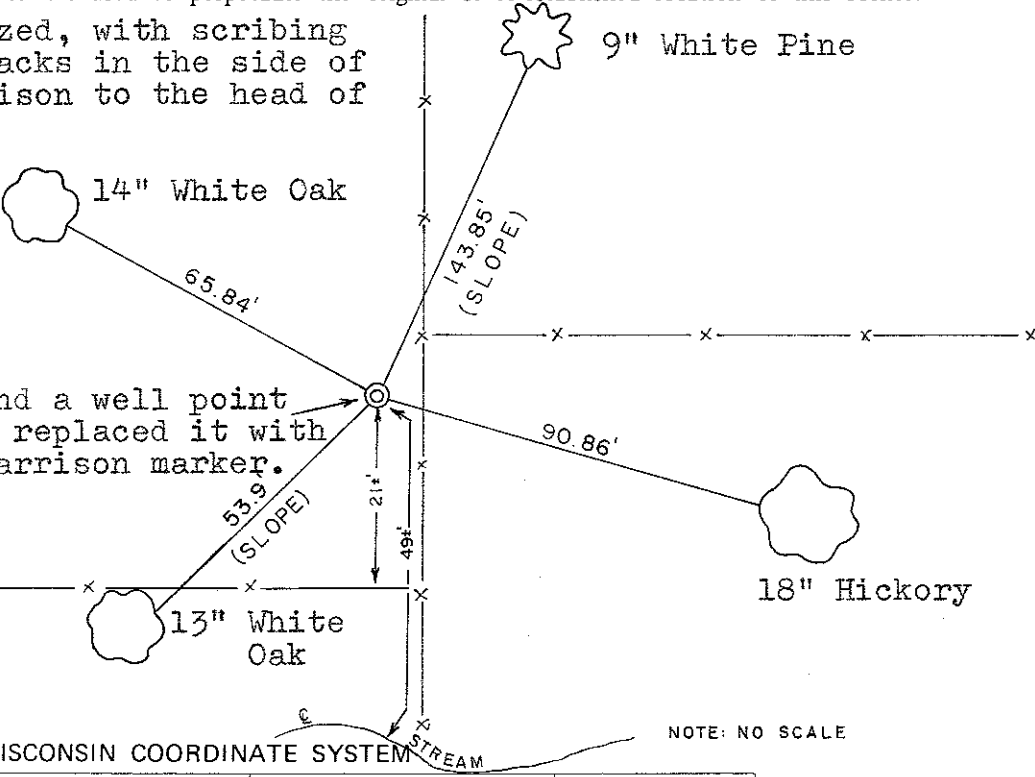 zed, with scribing
acks in the side of
ison to the head of
9" White Pine
14" White Oak
143.85'
(SLOPE)
65.84'
nd a well point
replaced it with
arrison marker.
90.86'
53.9'
(SLOPE)
21±'
49±'
18" Hickory
13" White
Oak
℄
STREAM
NOTE: NO SCALE
ISCONSIN COORDINATE SYSTEM